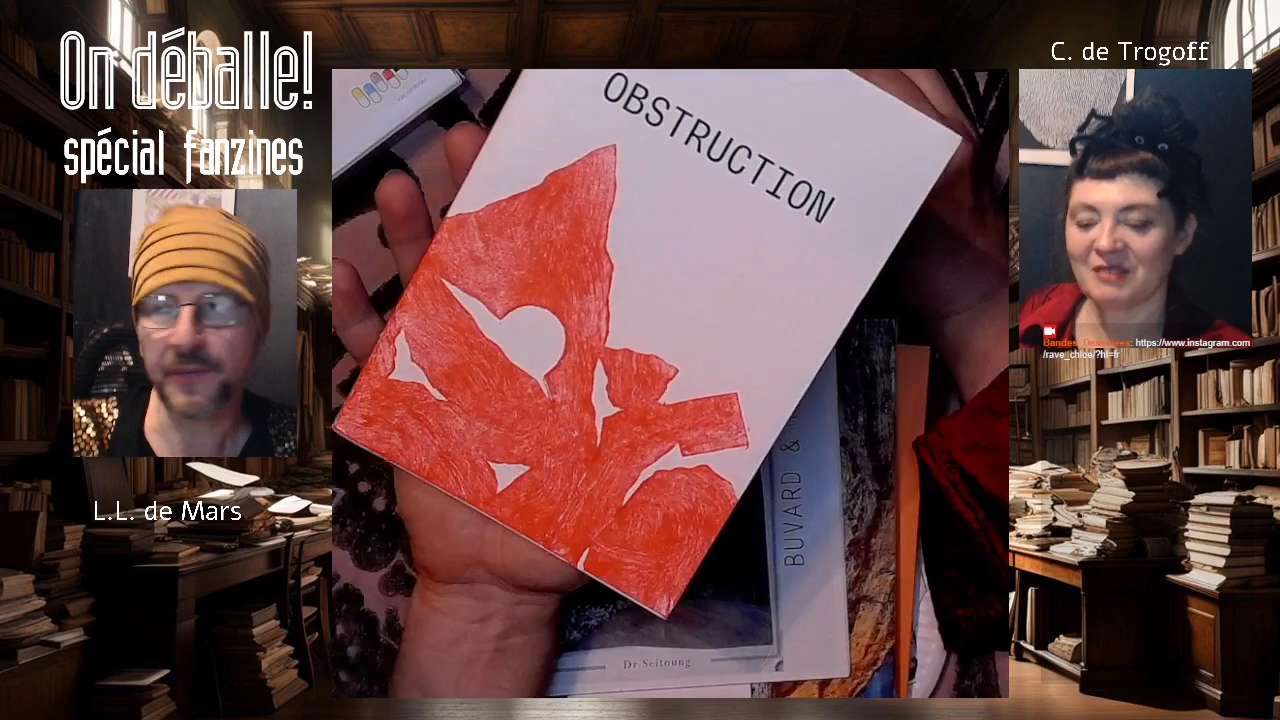 On déballe!
spécial fanzines
L.L. de Mars
OBSTRUCTION
BUVARD &
Dr Seitoung
C. de Trogoff
Bandes Dessinées: https://www.instagram.com
/rave_chloe/?hl=fr